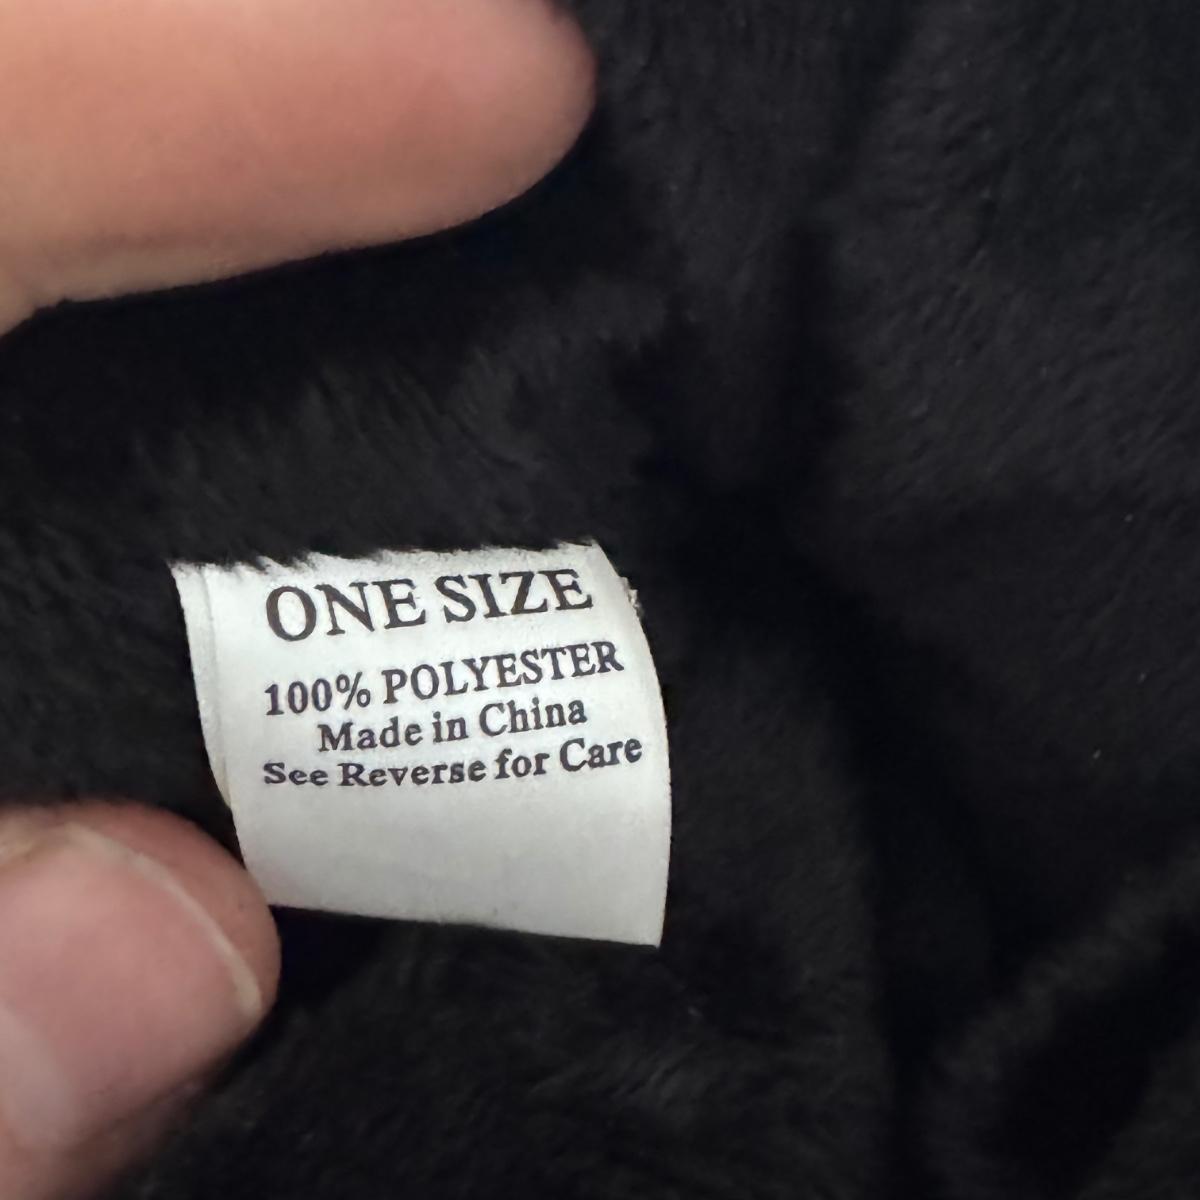 ONE SIZE
100% POLYESTER
Made in China
See Reverse for Care